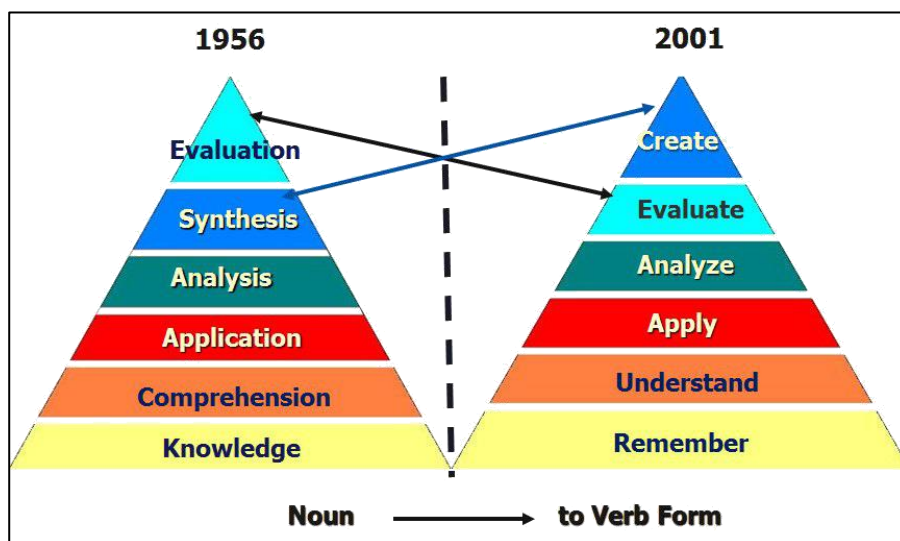 1956
2001
Evaluation
Synthesis
Analysis
Application
Comprehension
Knowledge
Create
Evaluate
Analyze
Apply
Understand
Remember
Noun
to Verb Form